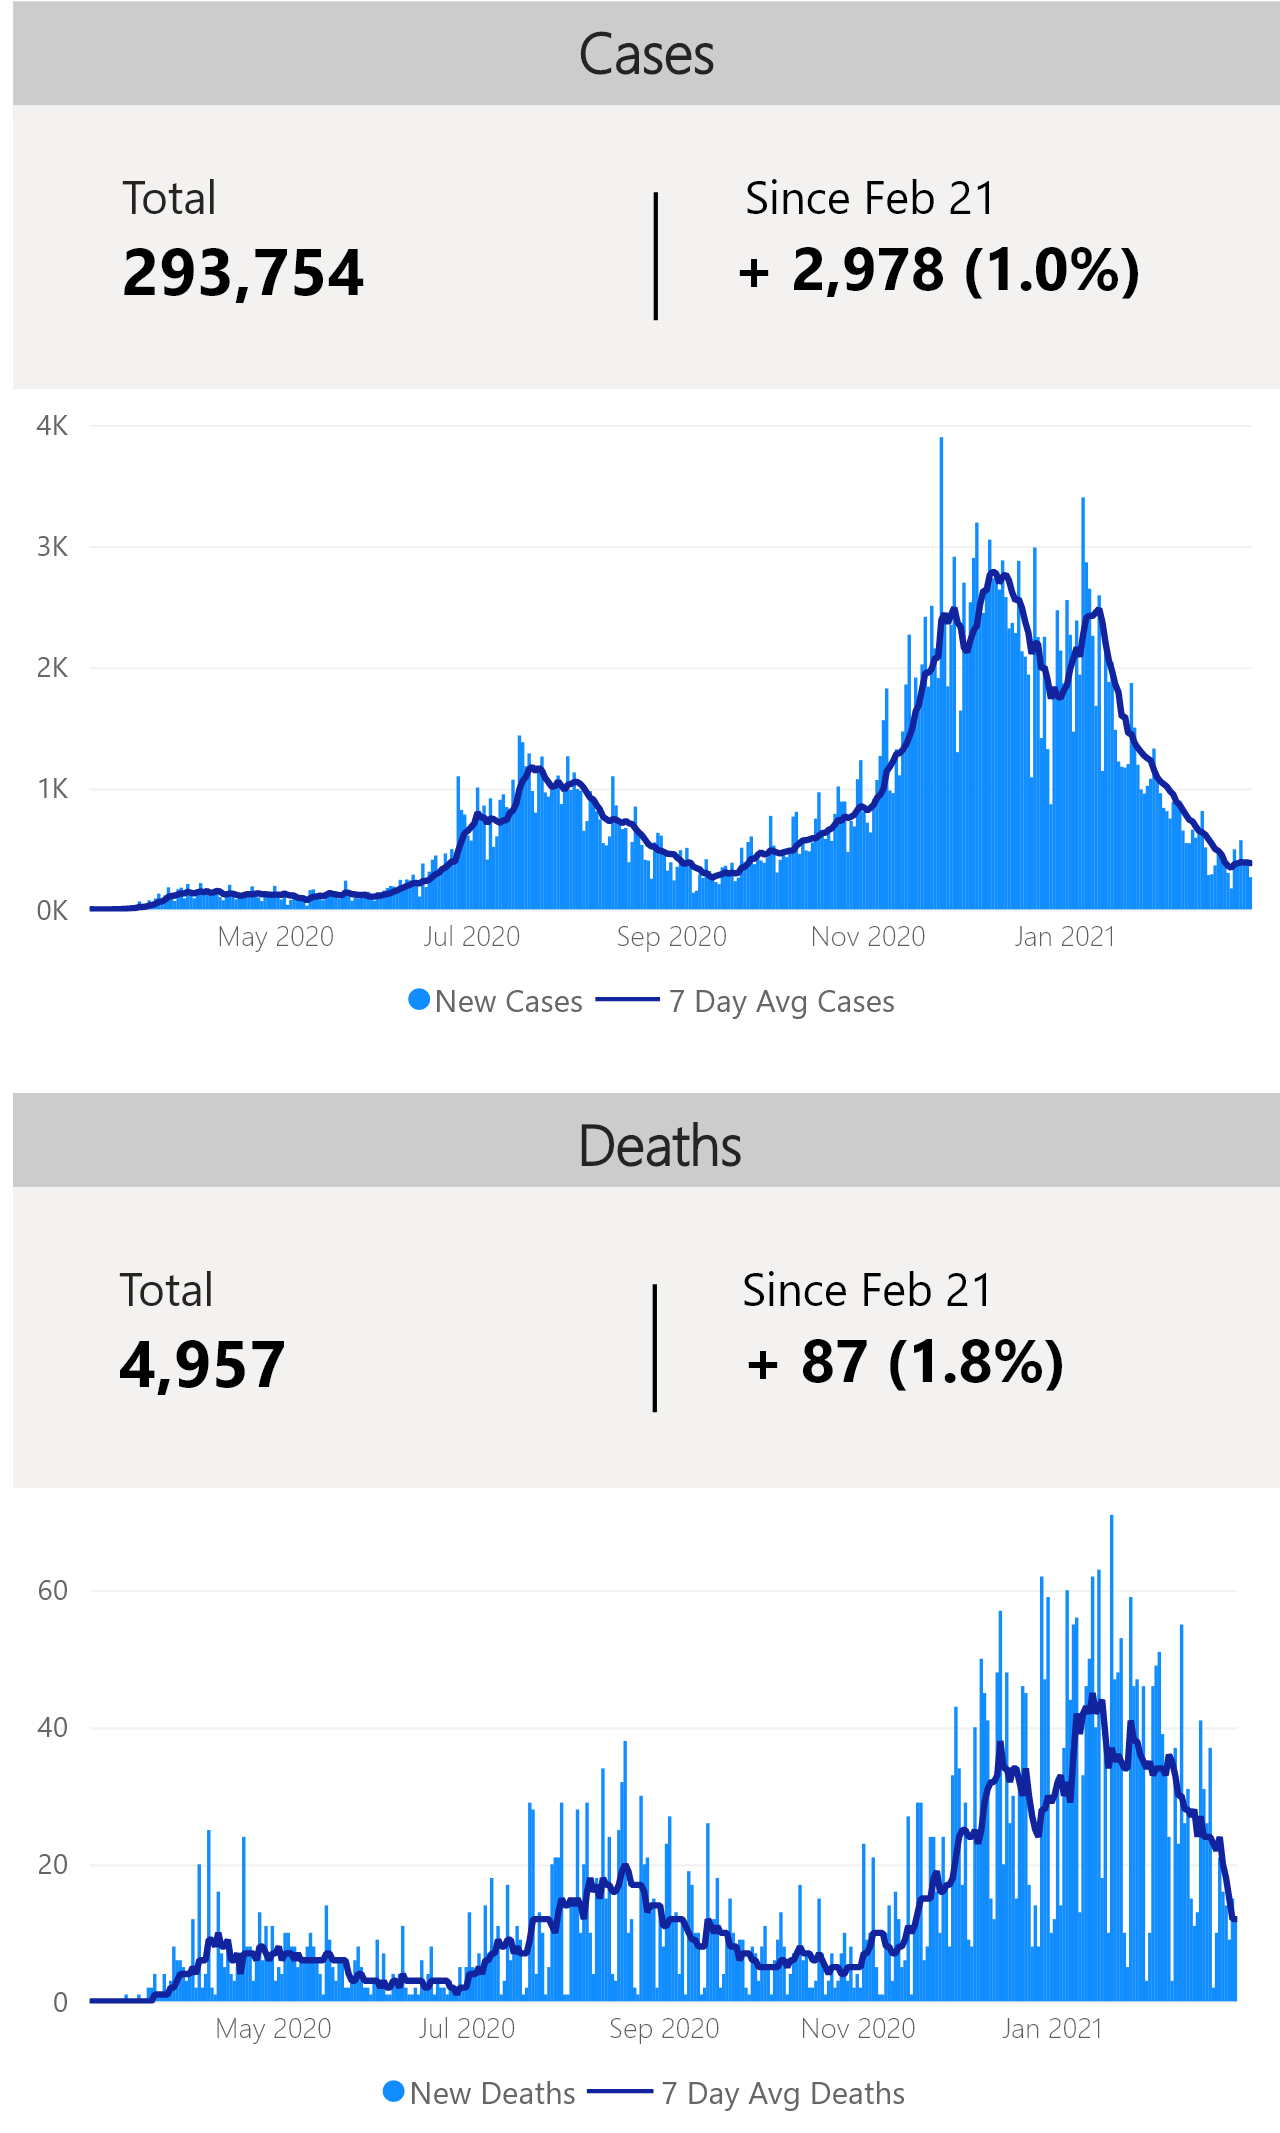 Cases
Total
Since Feb 21
293,754
+ 2,978 (1.0%)
4K
3K
2K
1K
0K
May 2020
Jul 2020
Sep 2020
Nov 2020
Jan 2021
New Cases
7 Day Avg Cases
Deaths
Total
Since Feb 21
4,957
+ 87 (1.8%)
60
40
20
0
May 2020
Jul 2020
Sep 2020
Nov 2020
Jan 2021
New Deaths
7 Day Avg Deaths